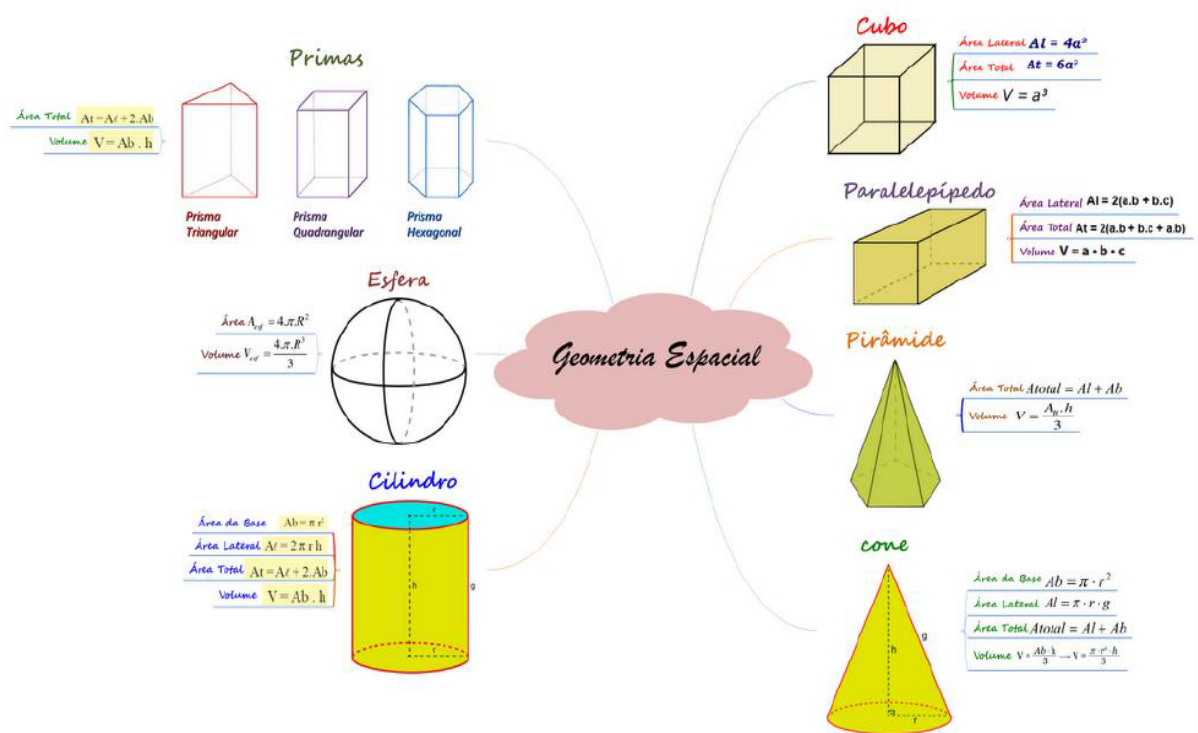 Primas
Área Total At=Aℓ+2.Ab
Volume V=Ab . h
Prisma
Triangular
Prisma
Quadrangular
Prisma
Hexagonal
Esfera
Área A_esf = 4.π.R²
Volume V_esf = 4.π.R³/3
Cilindro
Área da Base Ab=π r²
Área Lateral Aℓ=2π r h
Área Total At=Aℓ+2.Ab
Volume V=Ab . h
r
h
g
r
Geometria Espacial
Cubo
Área Lateral Al = 4a²
Área Total At = 6a²
Volume V = a³
Paralelepípedo
Área Lateral Al = 2(a.b + b.c)
Área Total At = 2(a.b + b.c + a.b)
Volume V = a • b • c
Pirâmide
Área Total Atotal = Al + Ab
Volume V = A_B.h/3
cone
Área da Base Ab = π · r²
Área Lateral Al = π · r · g
Área Total Atotal = Al + Ab
Volume V = Ab·h/3 → V = π·r²·h/3
g
h
r